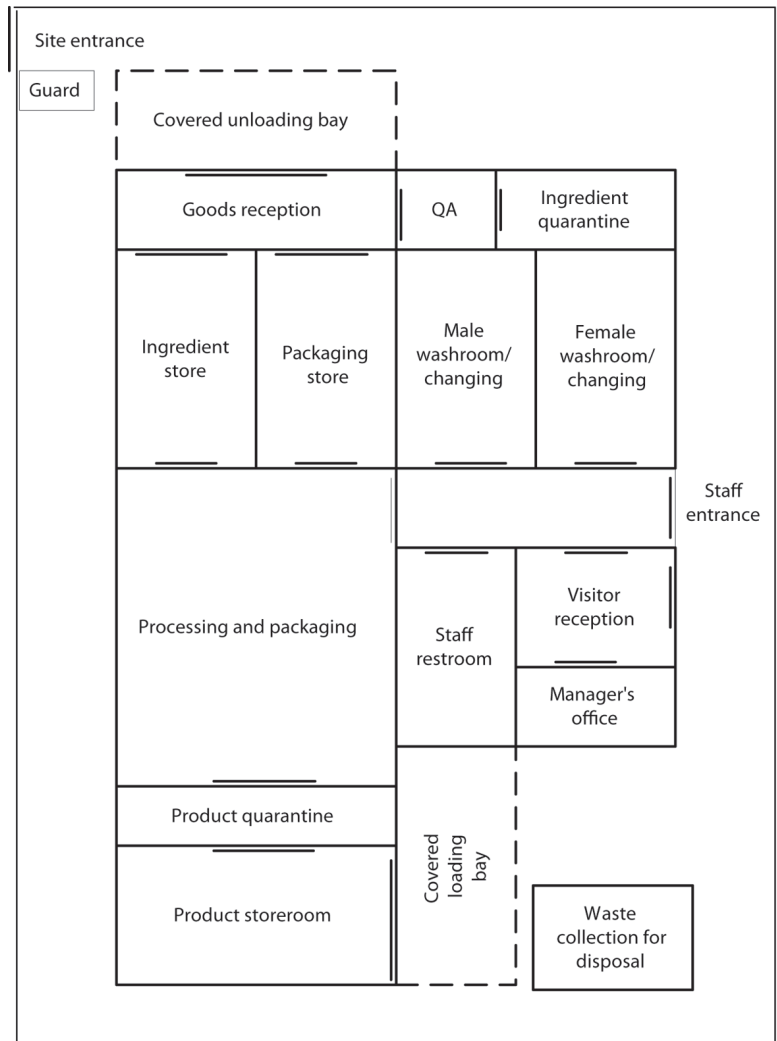 Site entrance
Guard
Covered unloading bay
Goods reception
QA
Ingredient
quarantine
Ingredient
store
Packaging
store
Male
washroom/
changing
Female
washroom/
changing
Staff
entrance
Processing and packaging
Staff
restroom
Visitor
reception
Manager's
office
Product quarantine
Covered
loading
bay
Product storeroom
Waste
collection for
disposal